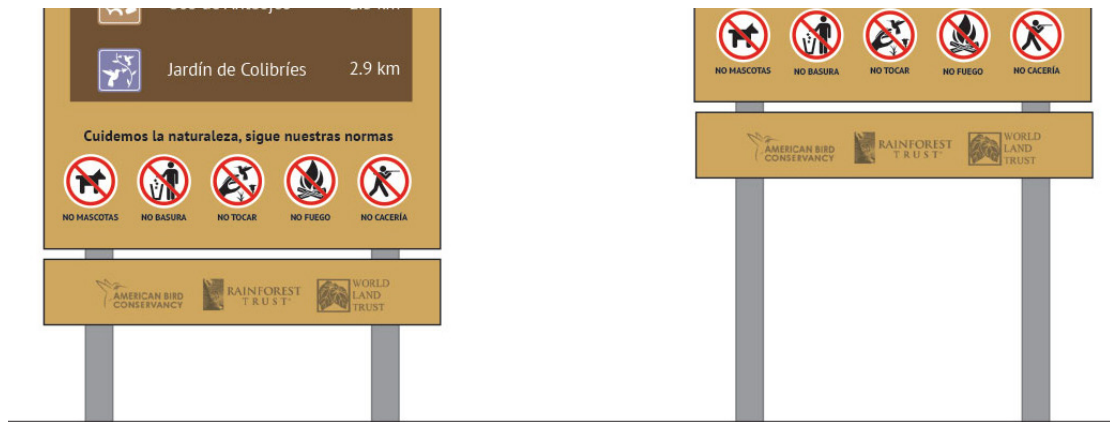 Jardín de Colibríes 2.9 km
Cuidemos la naturaleza, sigue nuestras normas
NO MASCOTAS NO BASURA NO TOCAR NO FUEGO NO CACERÍA
AMERICAN BIRD
CONSERVANCY
RAINFOREST
TRUST
WORLD
LAND
TRUST
NO MASCOTAS NO BASURA NO TOCAR NO FUEGO NO CACERÍA
AMERICAN BIRD
CONSERVANCY
RAINFOREST
TRUST
WORLD
LAND
TRUST